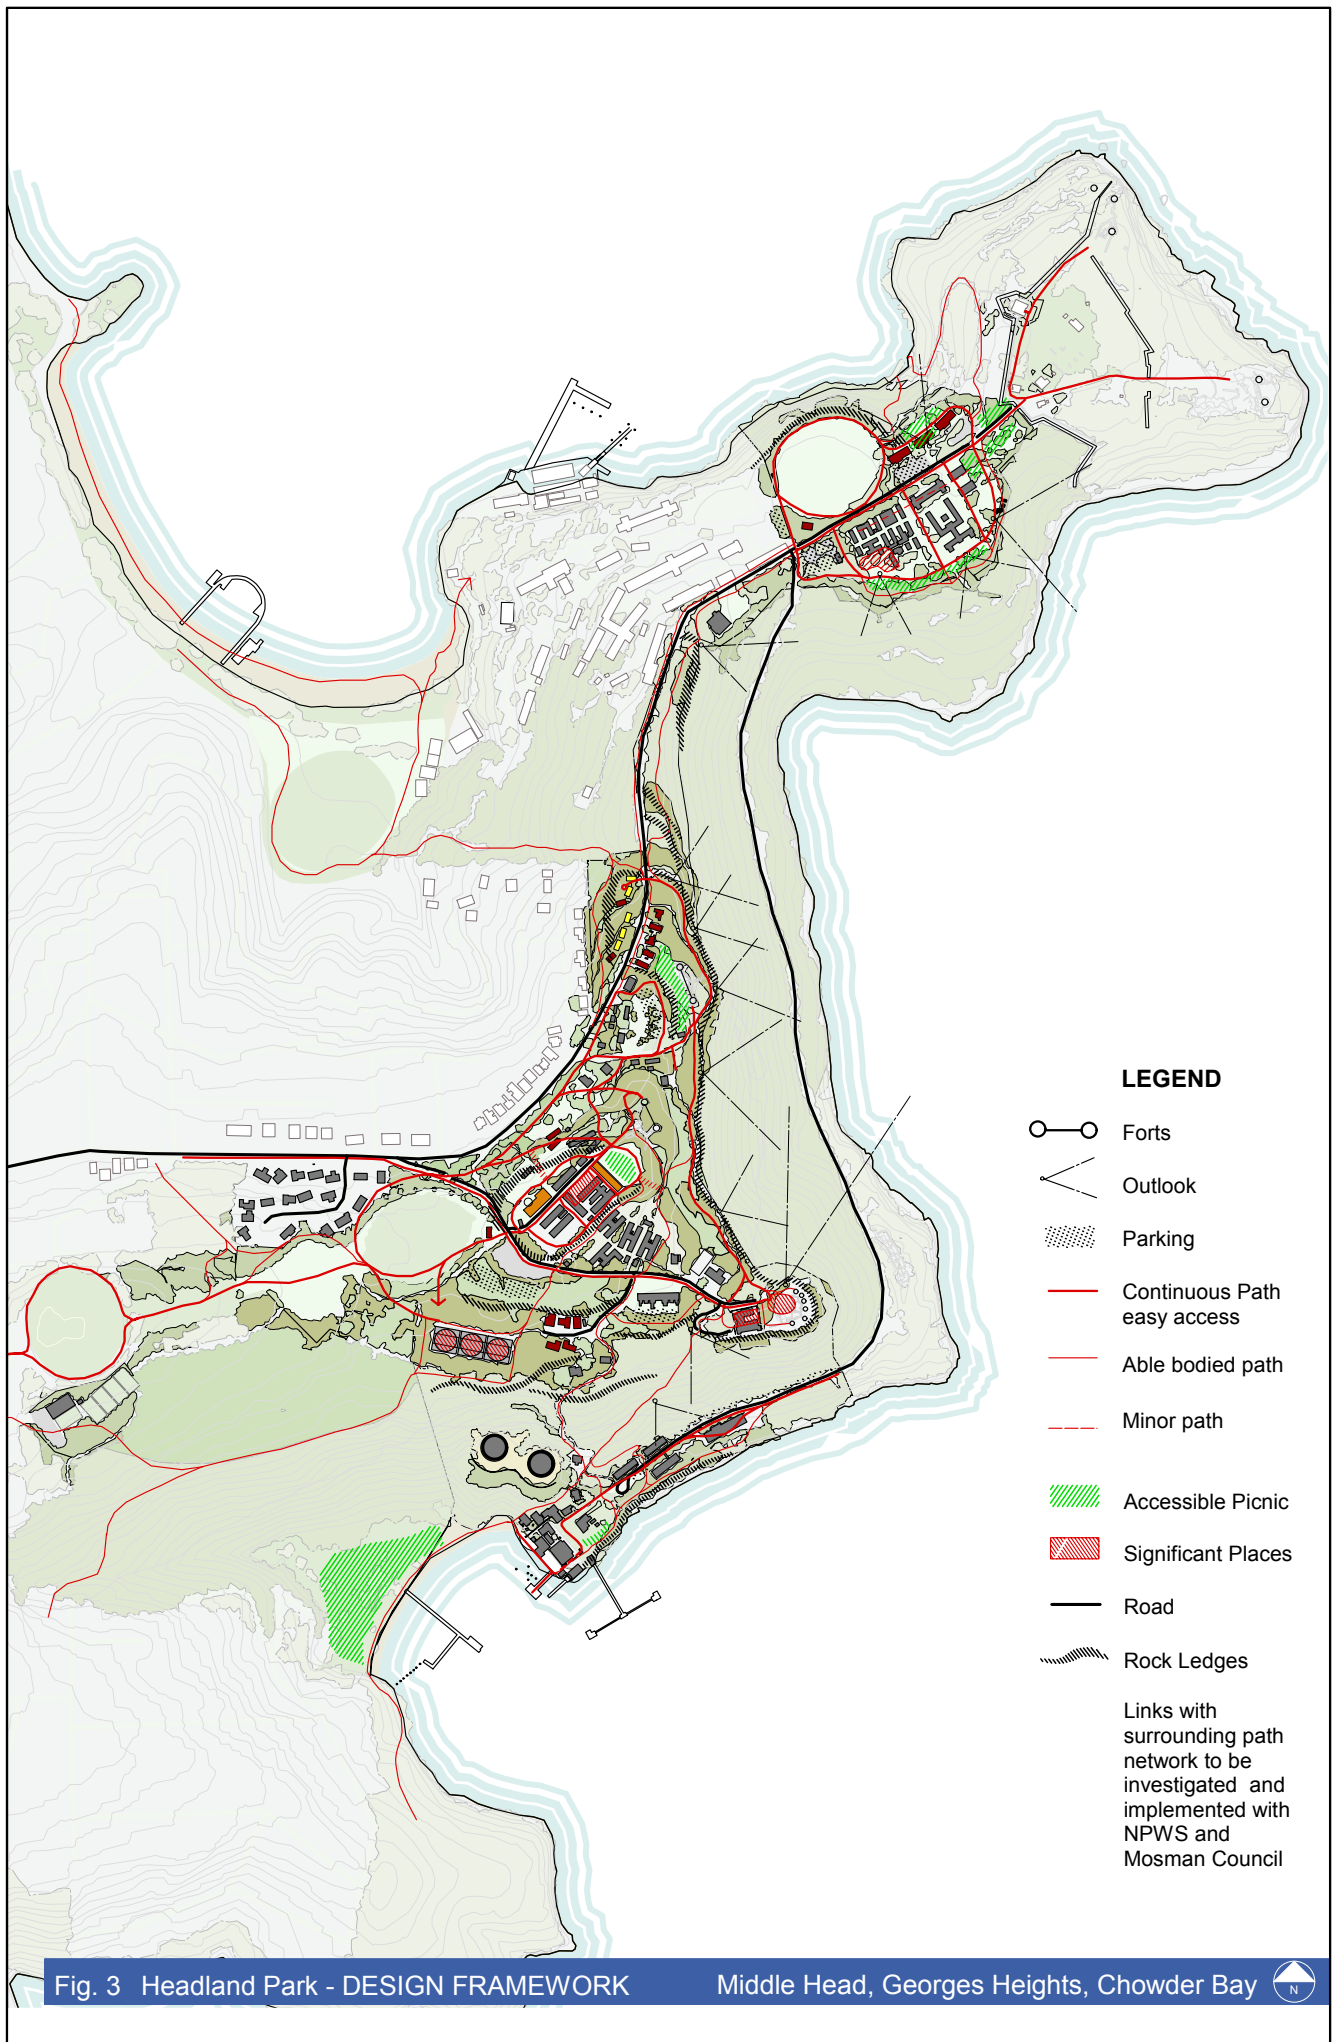 LEGEND
Forts
Outlook
Parking
Continuous Path
easy access
Able bodied path
Minor path
Accessible Picnic
Significant Places
Road
Rock Ledges
Links with
surrounding path
network to be
investigated and
implemented with
NPWS and
Mosman Council
Fig. 3 Headland Park - DESIGN FRAMEWORK Middle Head, Georges Heights, Chowder Bay
N